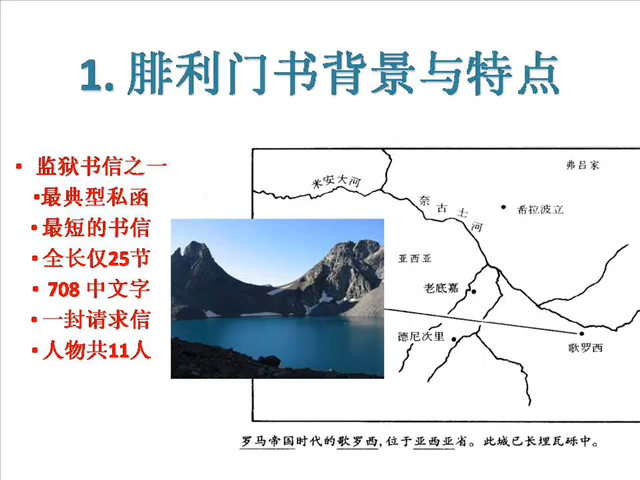 1. 腓利门书背景与特点
• 监狱书信之一
•最典型私函
•最短的书信
•全长仅25节
• 708 中文字
•一封请求信
•人物共11人
弗吕家
米安大河
奈古士河
希拉波立
亚西亚
老底嘉
德尼次里
歌罗西
罗马帝国时代的歌罗西,位于亚西亚省。此城已长埋瓦砾中。